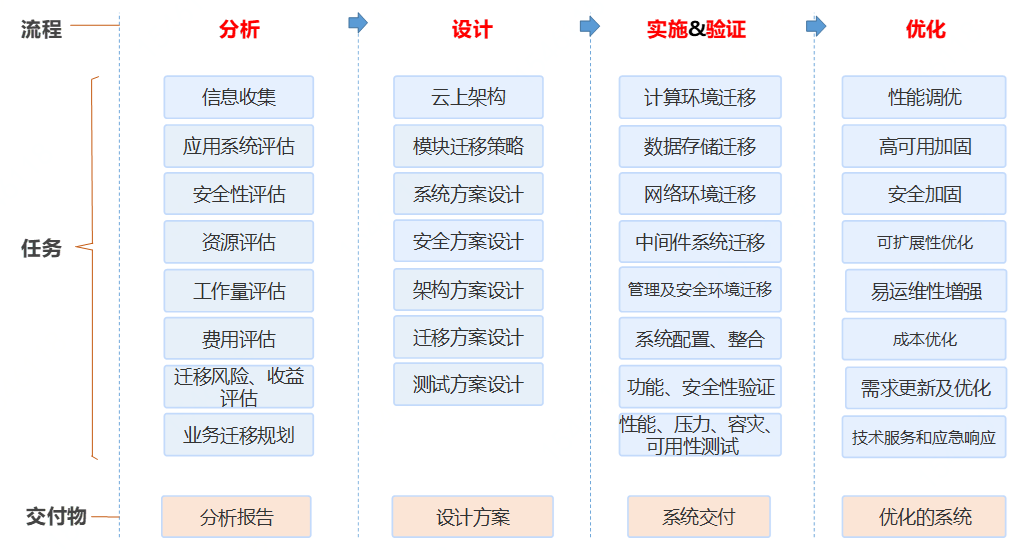 流程
分析
设计
实施&验证
优化
任务
信息收集
应用系统评估
安全性评估
资源评估
工作量评估
费用评估
迁移风险、收益
评估
业务迁移规划
云上架构
模块迁移策略
系统方案设计
安全方案设计
架构方案设计
迁移方案设计
测试方案设计
计算环境迁移
数据存储迁移
网络环境迁移
中间件系统迁移
管理及安全环境迁移
系统配置、整合
功能、安全性验证
性能、压力、容灾、
可用性测试
性能调优
高可用加固
安全加固
可扩展性优化
易运维性增强
成本优化
需求更新及优化
技术服务和应急响应
交付物
分析报告
设计方案
系统交付
优化的系统